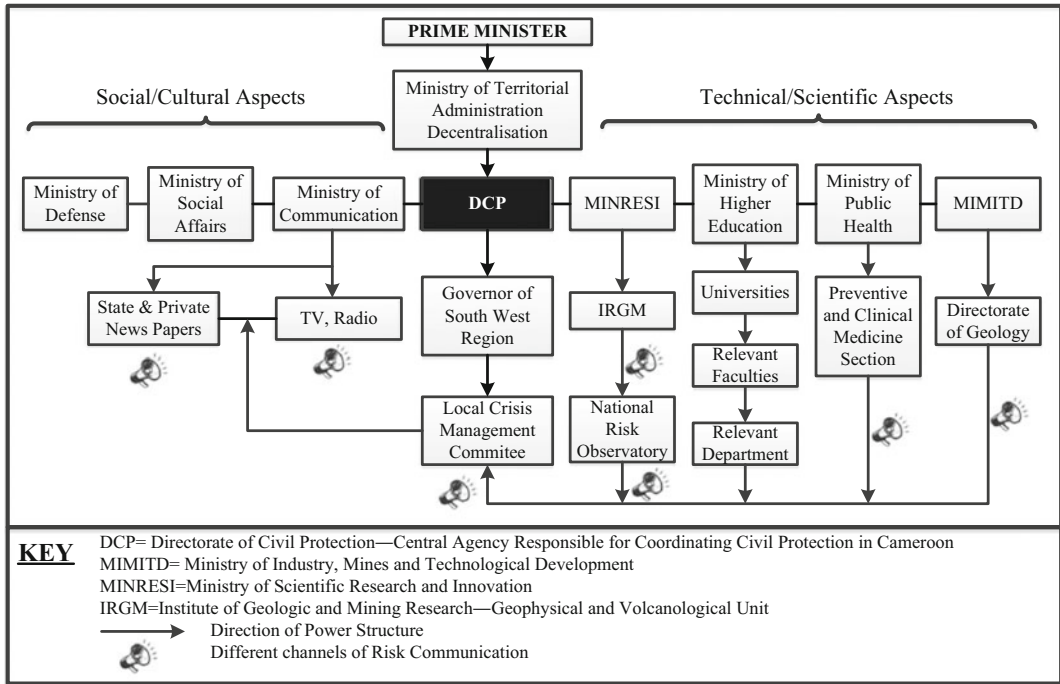 PRIME MINISTER
Ministry of Territorial
Administration
Decentralisation
Social/Cultural Aspects
Technical/Scientific Aspects
Ministry of
Defense
Ministry of
Social
Affairs
Ministry of
Communication
DCP
MINRESI
Ministry of
Higher
Education
Ministry of
Public
Health
MIMITD
State & Private
News Papers
TV, Radio
Governor of
South West
Region
IRGM
Universities
Preventive
and Clinical
Medicine
Section
Directorate
of Geology
Relevant
Faculties
Local Crisis
Management
Commitee
National
Risk
Observatory
Relevant
Department
KEY
DCP= Directorate of Civil Protection—Central Agency Responsible for Coordinating Civil Protection in Cameroon
MIMITD= Ministry of Industry, Mines and Technological Development
MINRESI=Ministry of Scientific Research and Innovation
IRGM=Institute of Geologic and Mining Research—Geophysical and Volcanological Unit
Direction of Power Structure
Different channels of Risk Communication